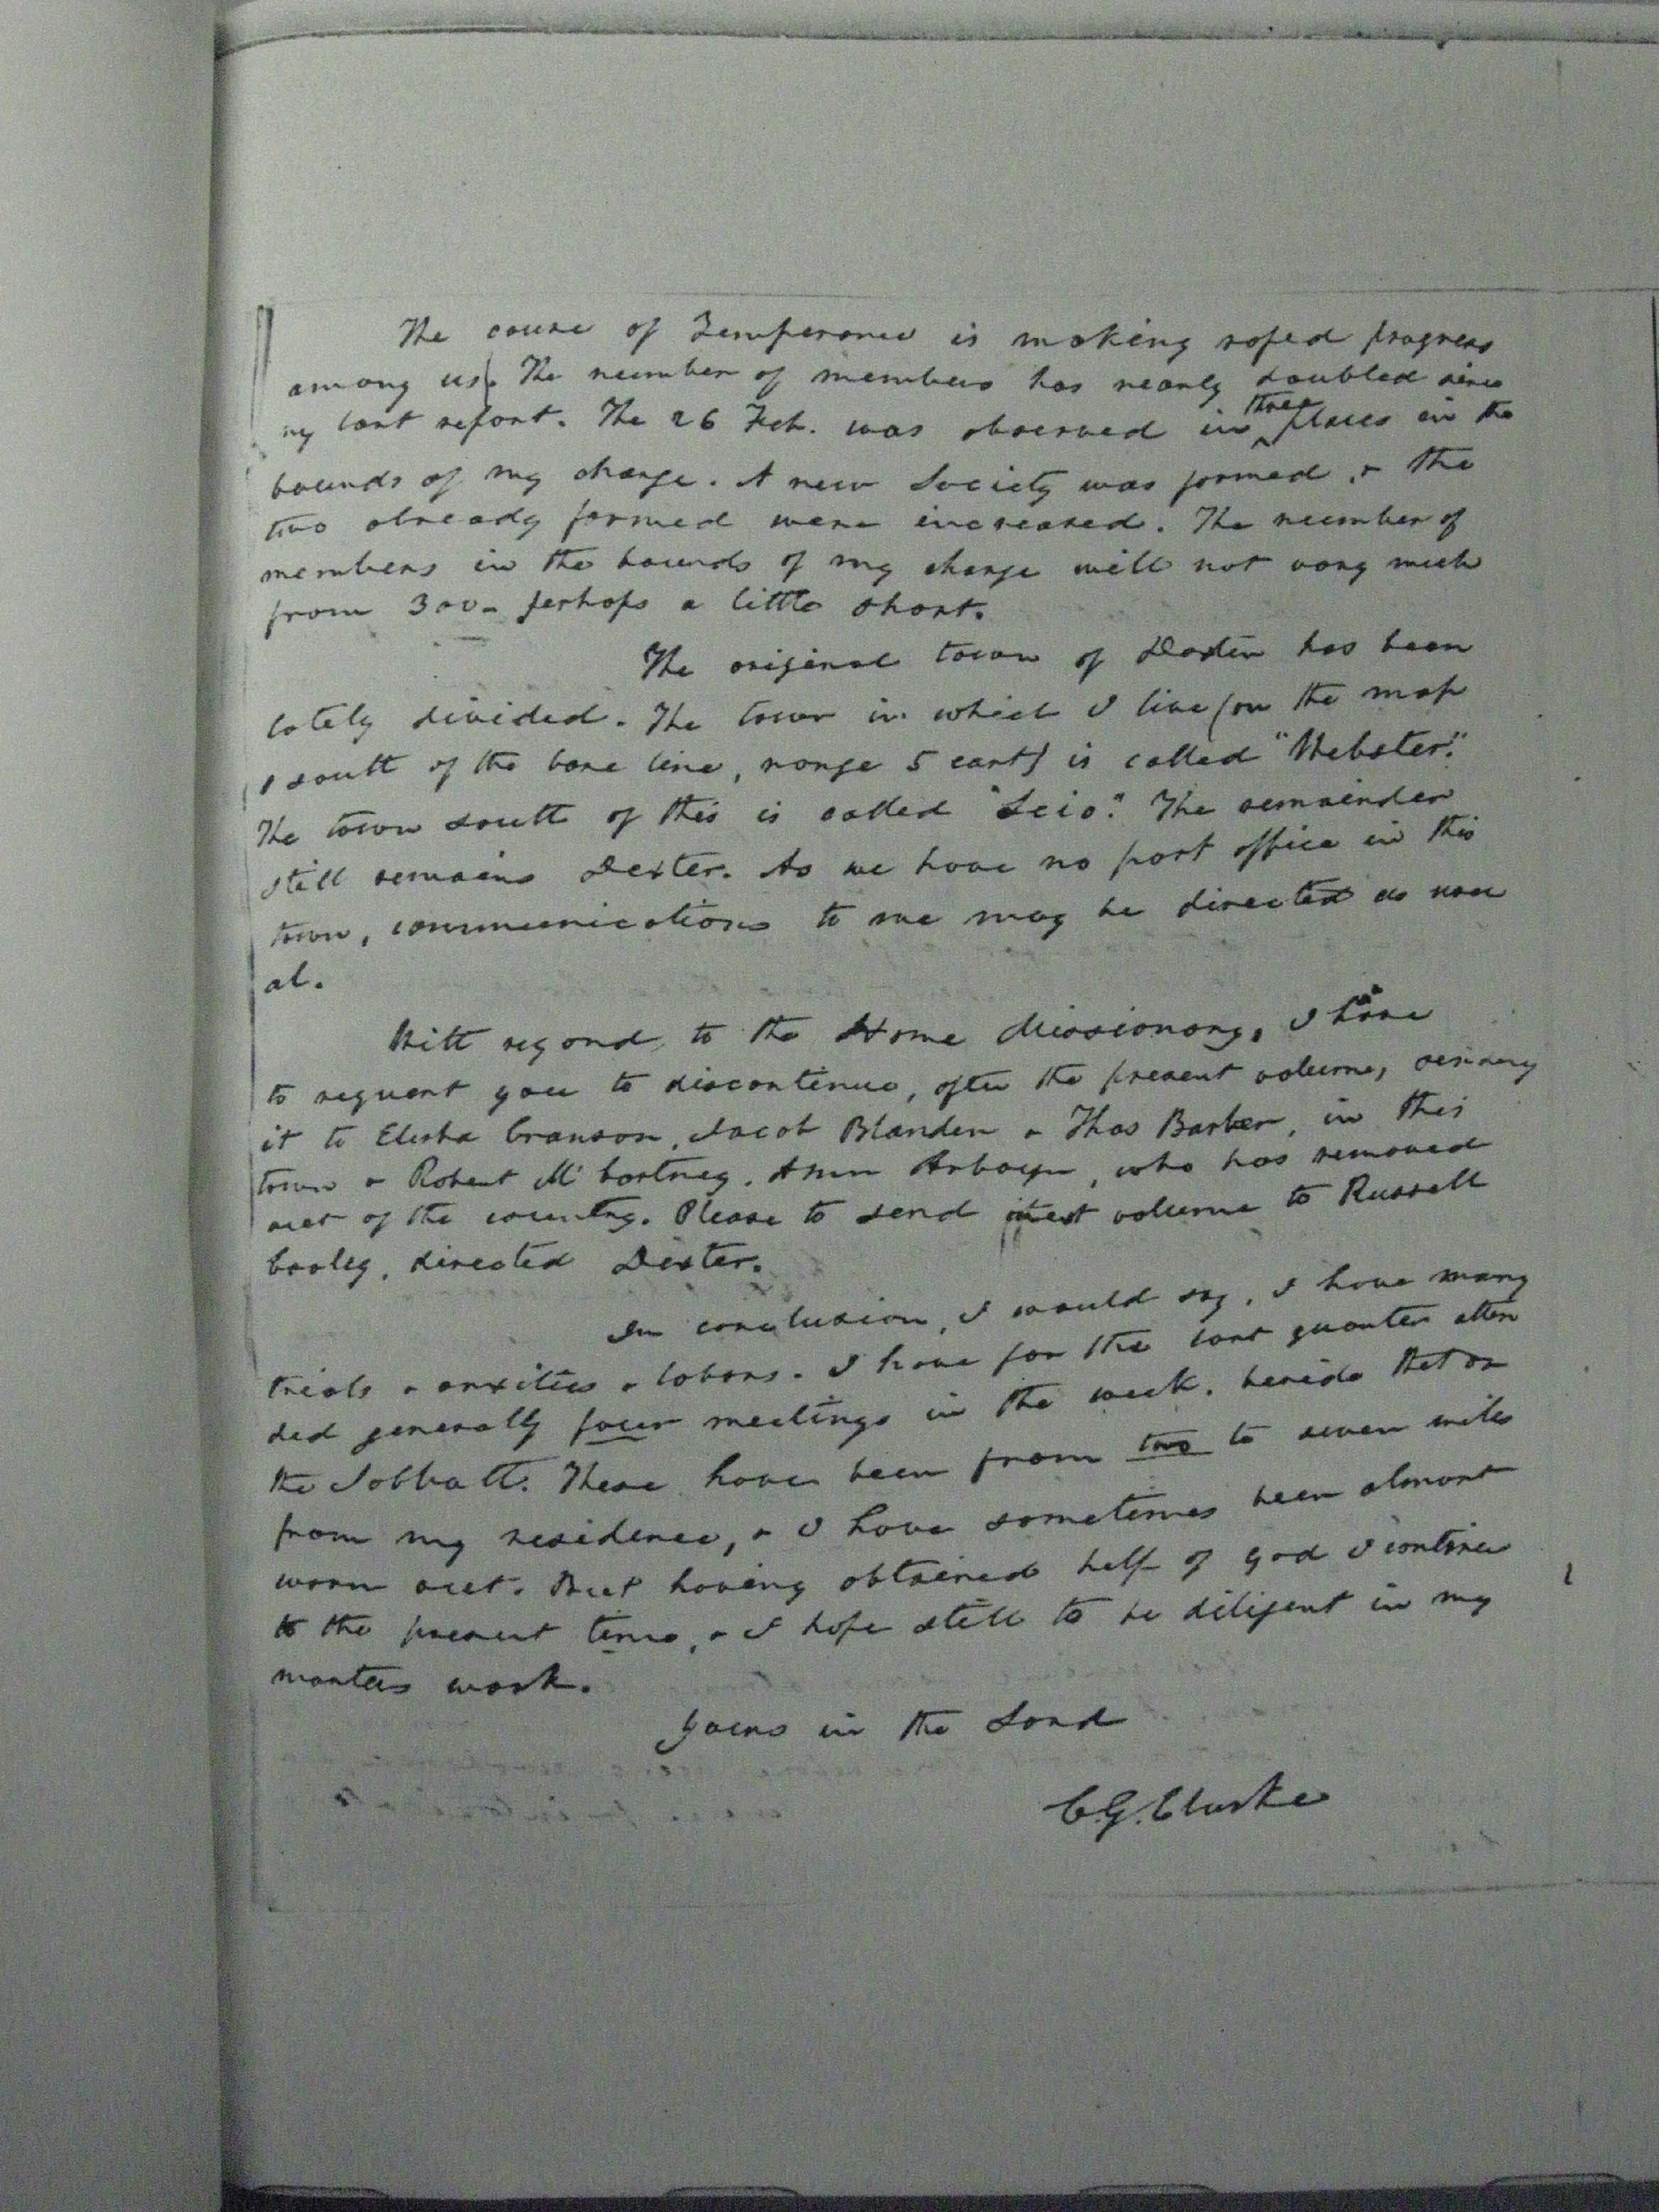 The cause of Temperance is making rapid progress
among us. The number of members has nearly doubled since
my last report. The 26 Feb. was observed in three places in the
bounds of my charge. A new Society was formed, & the
two already formed were increased. The number of
members in the bounds of my charge will not vary much
from 300 - perhaps a little short.
The original town of Dexter has been
lately divided. The town in which I live (on the map
1 south of the base line, range 5 east) is called "Webster."
The town south of this is called "Scio." The remainder
still remains Dexter. As we have no post office in this
town, communications to me may be directed as usu
al.
With regard to the Home Missionary, I have
to request you to discontinue, after the present volume, sending
it to Elisha Cranson, Jacob Blanden & Thos Barber, in this
town & Robert Mc Cartney, Ann Arbour, who has removed
out of the country. Please to send next volume to Russell
Cooley, directed Dexter.
In conclusion, I would say, I have many
trials & anxities & labors. I have for the last quarter atten
ded generally four meetings in the week, beside that on
the Sabbath. These have been from two to seven miles
from my residence, & I have sometimes been almost
worn out. But having obtained help of God I continue
to the present time, & I hope still to be diligent in my
masters work.
Yours in the Lord
C.G. Clarke